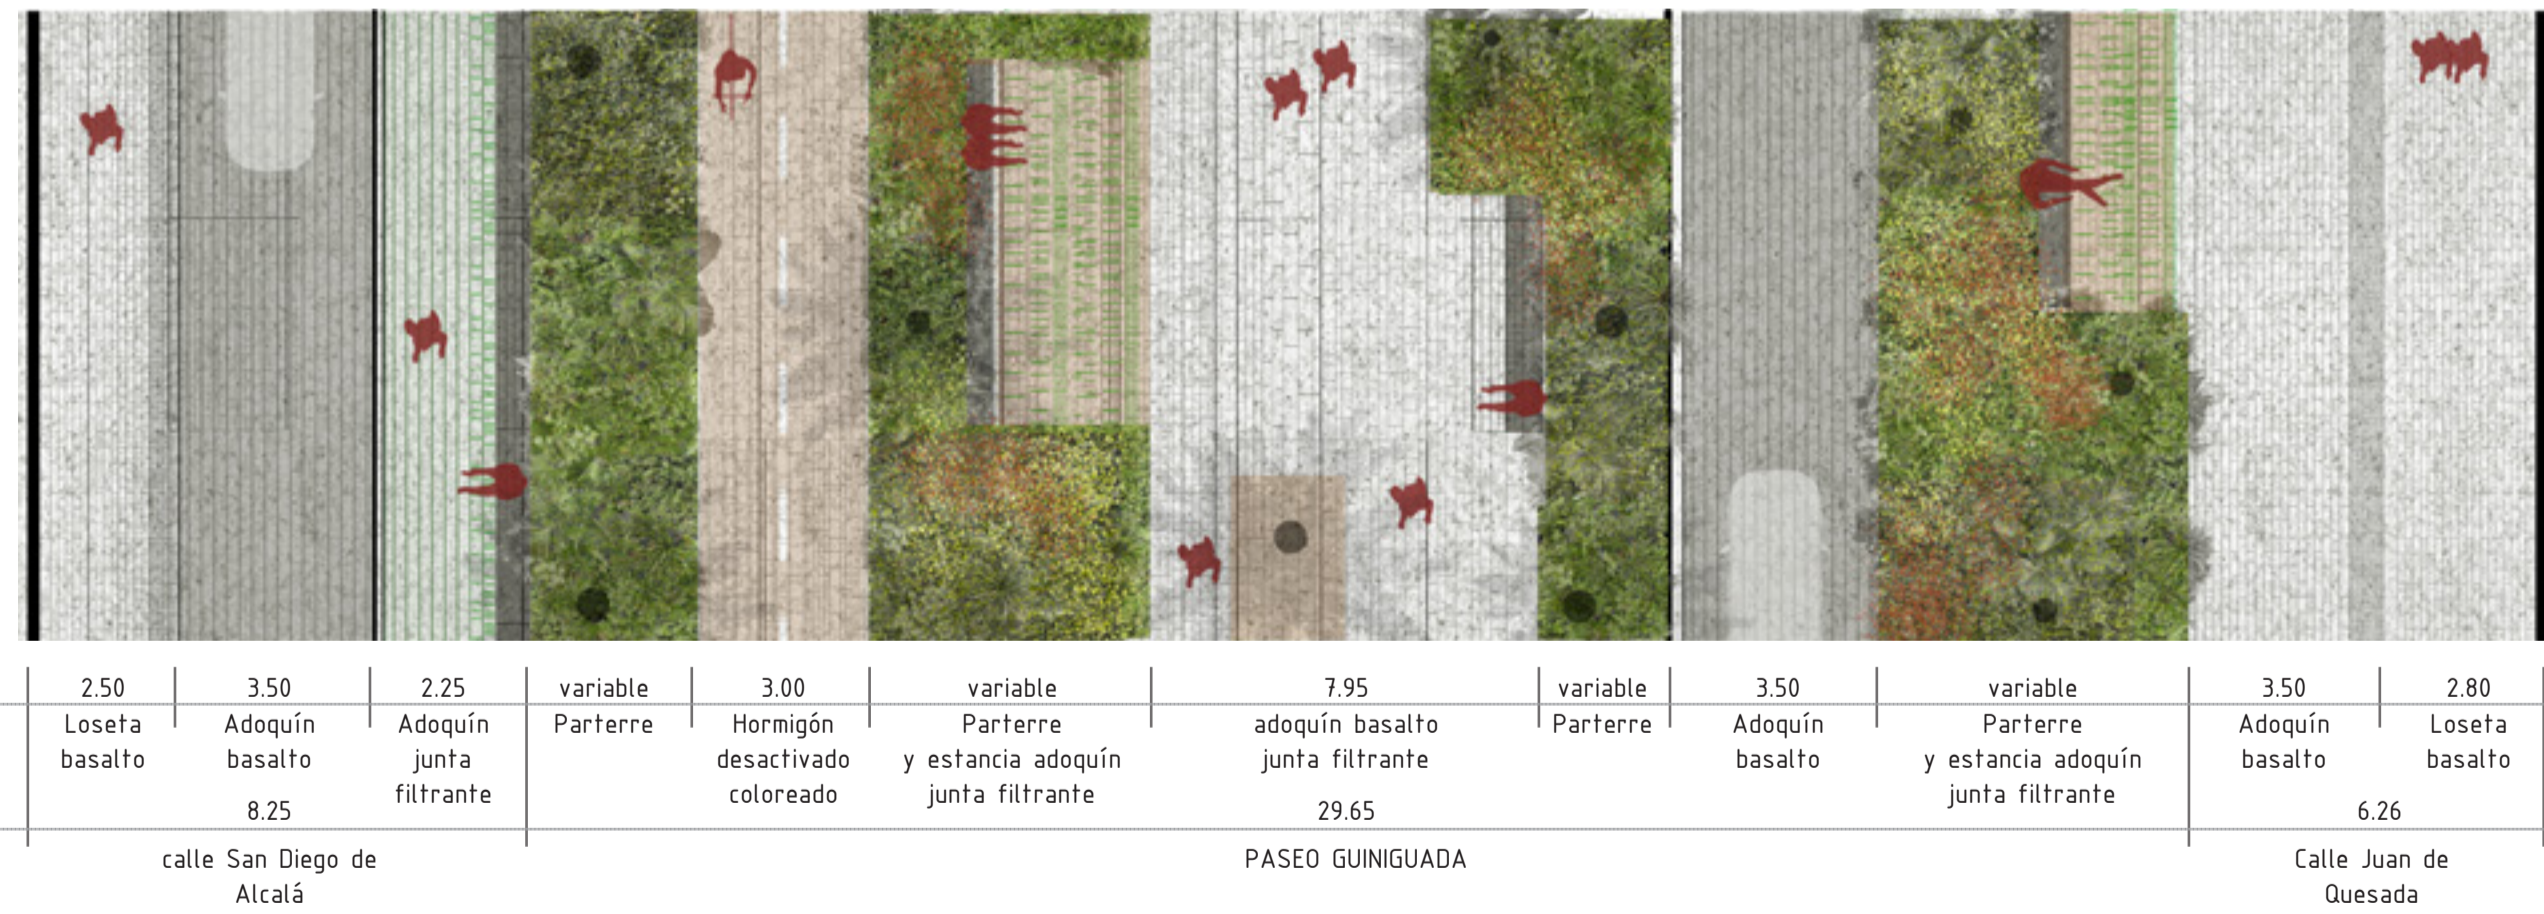 2.50 3.50 2.25 variable 3.00 variable 7.95 variable 3.50 variable 3.50 2.80
Loseta Adoquín Adoquín Parterre Hormigón Parterre adoquín basalto Parterre Adoquín Parterre Adoquín Loseta
basalto basalto junta desactivado y estancia adoquín junta filtrante basalto y estancia adoquín basalto basalto
filtrante coloreado junta filtrante junta filtrante
8.25 29.65 6.26
calle San Diego de PASEO GUINIGUADA Calle Juan de
Alcalá Quesada